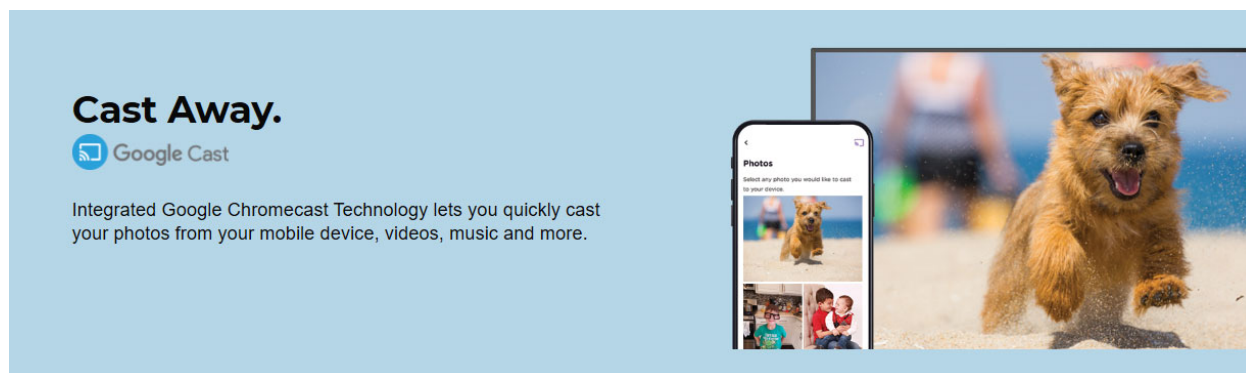 Cast Away.
Google Cast
Integrated Google Chromecast Technology lets you quickly cast
your photos from your mobile device, videos, music and more.
Photos
Select any photo you would like to cast
to your device.